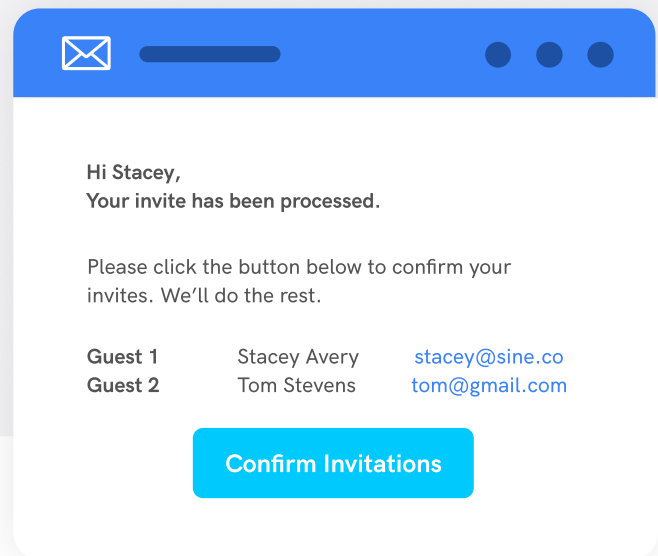 Hi Stacey,
Your invite has been processed.
Please click the button below to confirm your
invites. We’ll do the rest.
Guest 1 Stacey Avery stacey@sine.co
Guest 2 Tom Stevens tom@gmail.com
Confirm Invitations